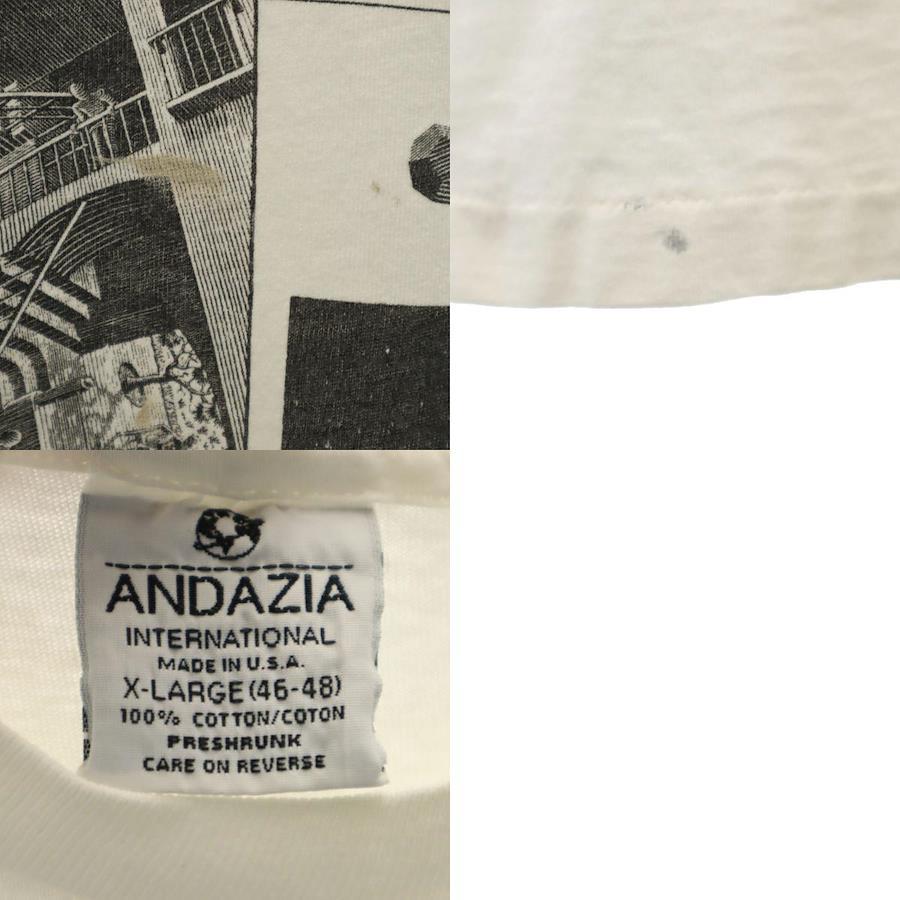 ANDAZIA
INTERNATIONAL
MADE IN U.S.A.
X-LARGE (46-48)
100% COTTON/COTON
PRESHRUNK
CARE ON REVERSE